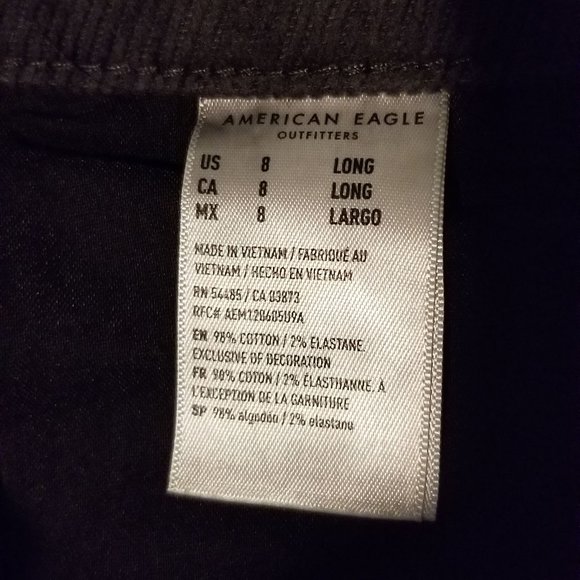 AMERICAN EAGLE
OUTFITTERS
US 8 LONG
CA 8 LONG
MX 8 LARGO
MADE IN VIETNAM / FABRIQUÉ AU
VIETNAM / HECHO EN VIETNAM
RN 54485 / CA 03873
RFC# AEM120605U9A
EN 98% COTTON / 2% ELASTANE.
EXCLUSIVE OF DECORATION
FR 98% COTON / 2% ÉLASTHANNE. À
L'EXCEPTION DE LA GARNITURE
SP 98% algodón / 2% elastano